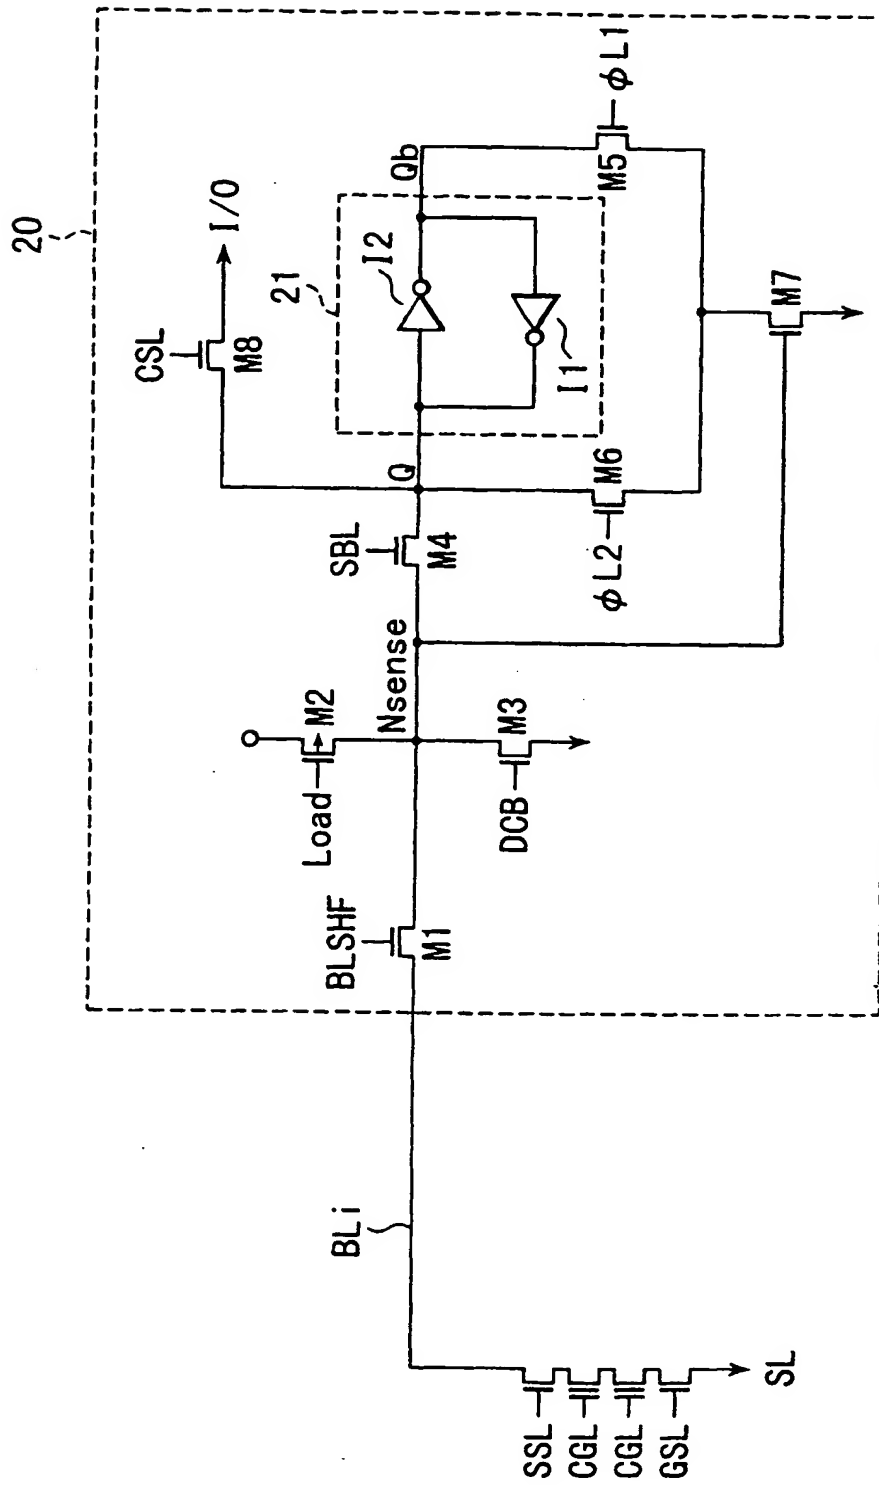 20
CSL
I/O
M8
21
I2
Qb
I1
Q
SBL
M4
M5
φL1
M6
φL2
M7
Nsense
M2
Load
M3
DCB
BLSHF
M1
BLi
SSL
CGL
CGL
GSL
SL